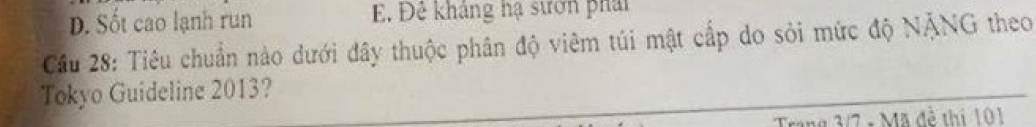 D. Sốt cao lạnh run E. Đề kháng hạ sườn phải
Câu 28: Tiêu chuẩn nào dưới đây thuộc phân độ viêm túi mật cấp do sỏi mức độ NẶNG theo
Tokyo Guideline 2013?
Trang 3/7 - Mã đề thi 101